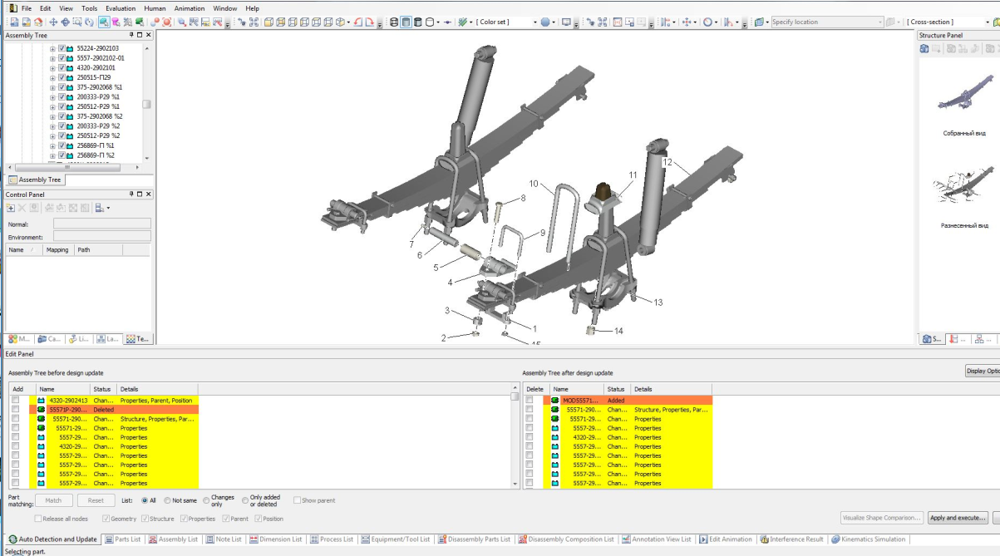 File Edit View Tools Evaluation Human Animation Window Help
[ Color set ]
Specify location
[ Cross-section ]
Assembly Tree
55224-2902103
5557-2902102-01
4320-2902101
250515-П29
375-2902068 %1
200333-P29 %1
250512-P29 %1
375-2902068 %2
200333-P29 %2
250512-P29 %2
256869-П %1
256869-П %2
Assembly Tree
Control Panel
Normal:
Environment:
Name / Mapping Path
M... Ca... Li... La... Te...
12
11
10
8
9
7
6
5
4
13
3
1
14
2
15
Structure Panel
Собранный вид
Разнесенный вид
S... ... ...
Edit Panel
Assembly Tree before design update
Add Name Status Details
4320-2902413 Chan... Properties, Parent, Position
55571P-290... Deleted
55571-290... Chan... Structure, Properties, Par...
55571-29... Chan... Properties
5557-29... Chan... Properties
4320-29... Chan... Properties
5557-29... Chan... Properties
5557-29... Chan... Properties
5557-29... Chan... Properties
5557-29... Chan... Properties
Assembly Tree after design update
Display Optic
Delete Name Status Details
MOD55571... Added
55571-290... Chan... Structure, Properties, Par...
55571-29... Chan... Properties
5557-29... Chan... Properties
4320-29... Chan... Properties
5557-29... Chan... Properties
5557-29... Chan... Properties
5557-29... Chan... Properties
5557-29... Chan... Properties
5557-29... Chan... Properties
Part matching: Match Reset List: All Not same Changes only Only added or deleted Show parent
Release all nodes Geometry Structure Properties Parent Position
Visualize Shape Comparison... Apply and execute...
Auto Detection and Update Parts List Assembly List Note List Dimension List Process List Equipment/Tool List Disassembly Parts List Disassembly Composition List Annotation View List Edit Animation Interference Result Kinematics Simulation
Selecting part.